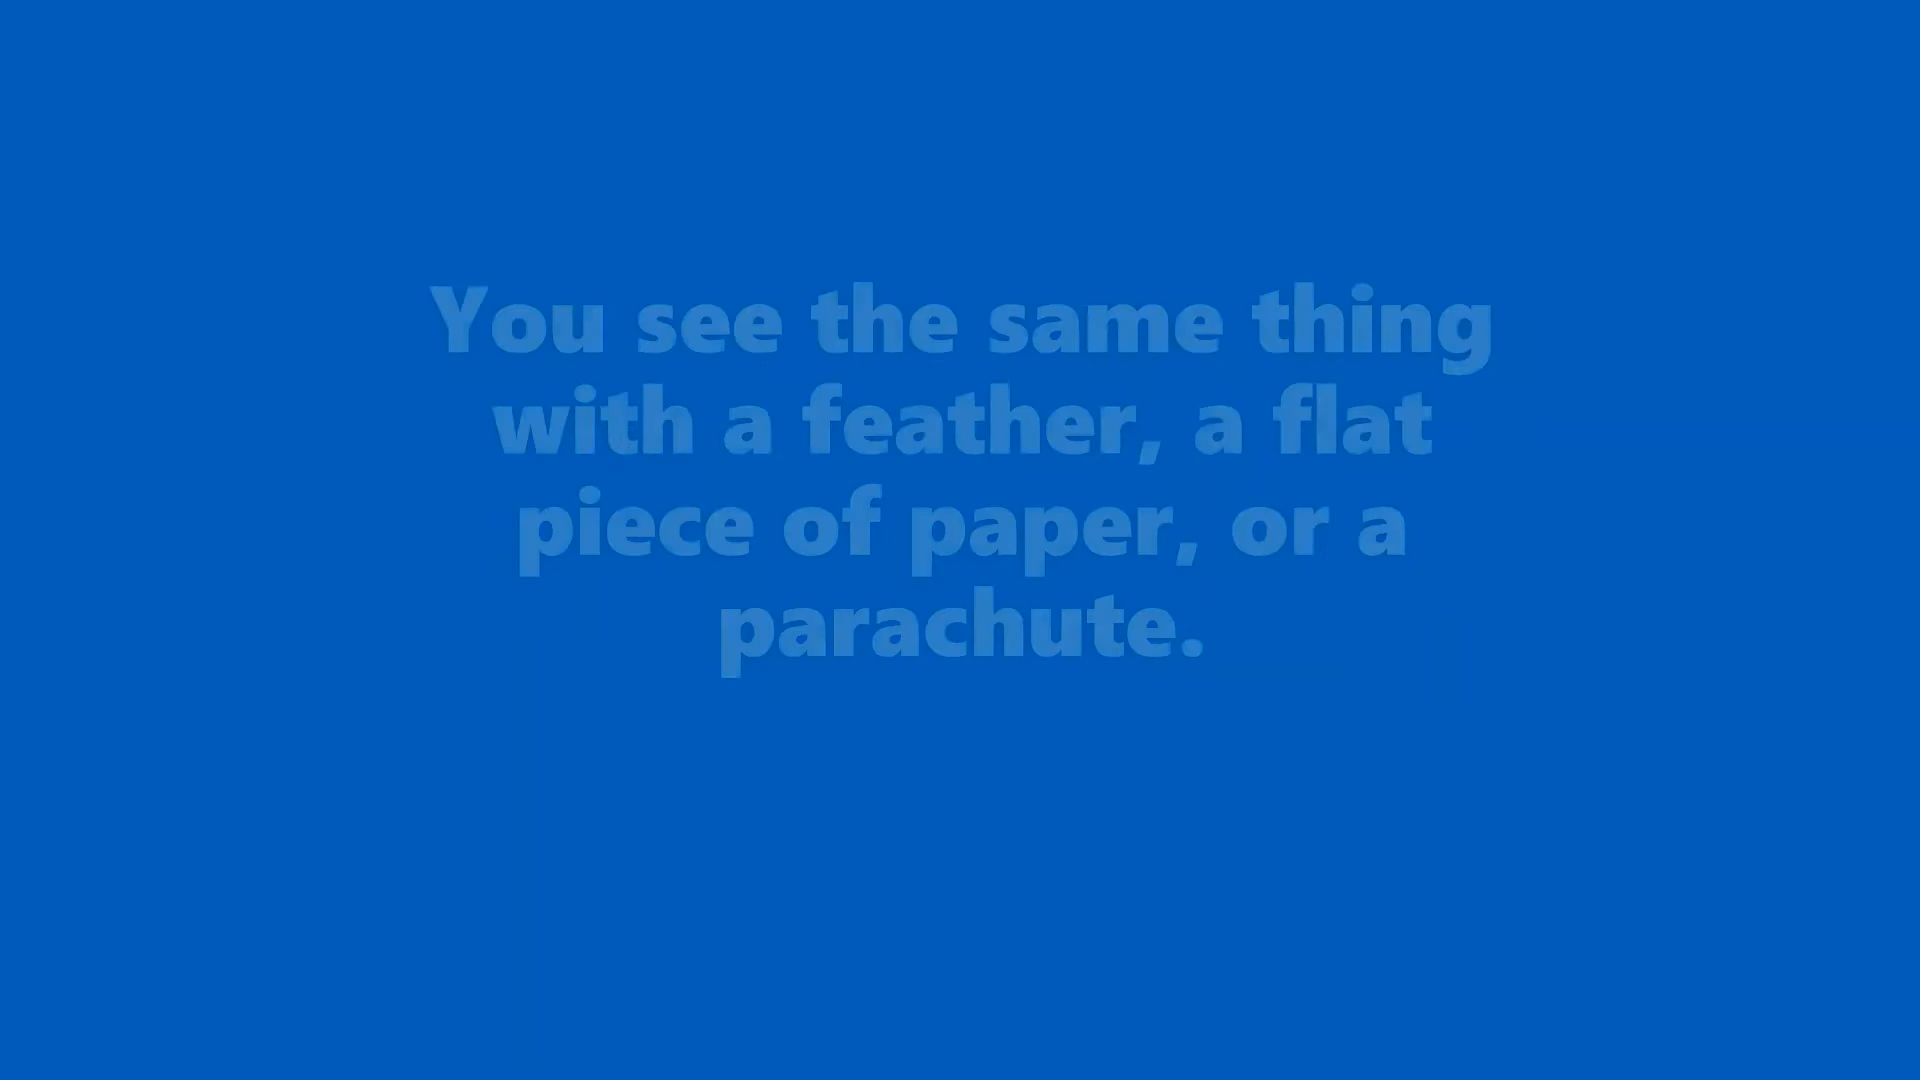 You see the same thing
with a feather, a flat
piece of paper, or a
parachute.